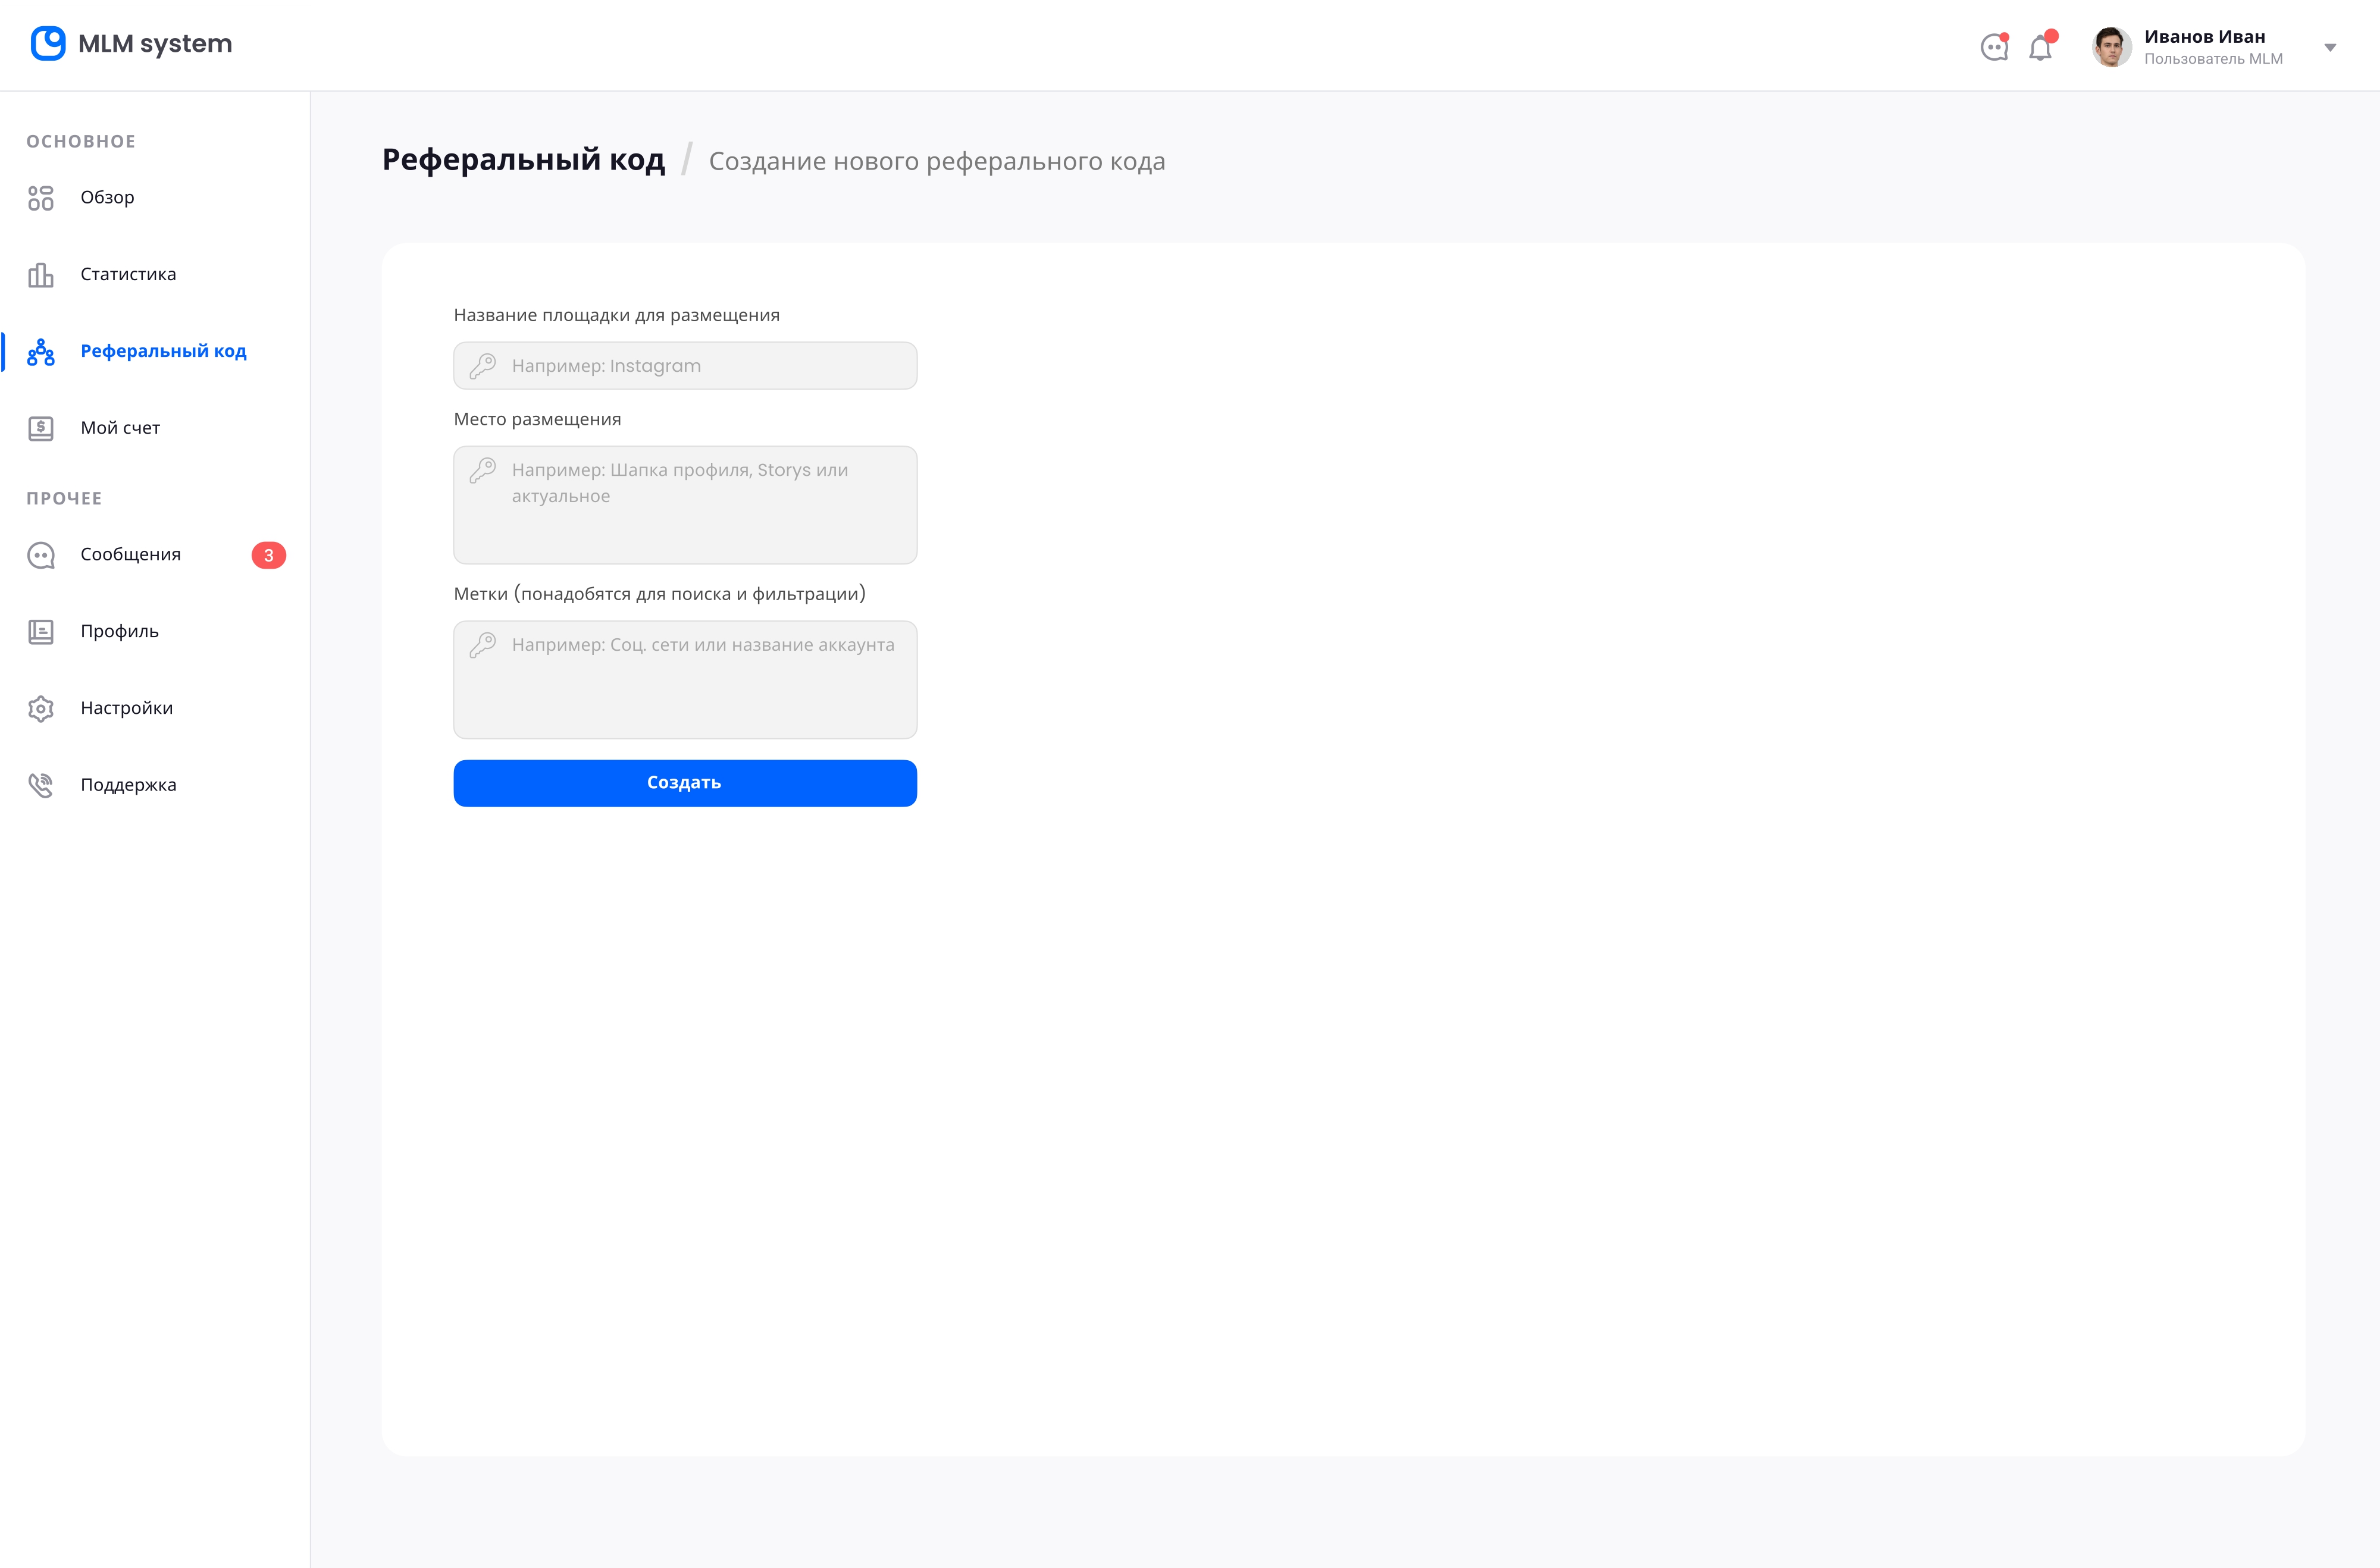 MLM system
Иванов Иван
Пользователь MLM
ОСНОВНОЕ
Обзор
Статистика
Реферальный код
Мой счет
ПРОЧЕЕ
Сообщения 3
Профиль
Настройки
Поддержка
Реферальный код / Создание нового реферального кода
Название площадки для размещения
Например: Instagram
Место размещения
Например: Шапка профиля, Storys или
актуальное
Метки (понадобятся для поиска и фильтрации)
Например: Соц. сети или название аккаунта
Создать